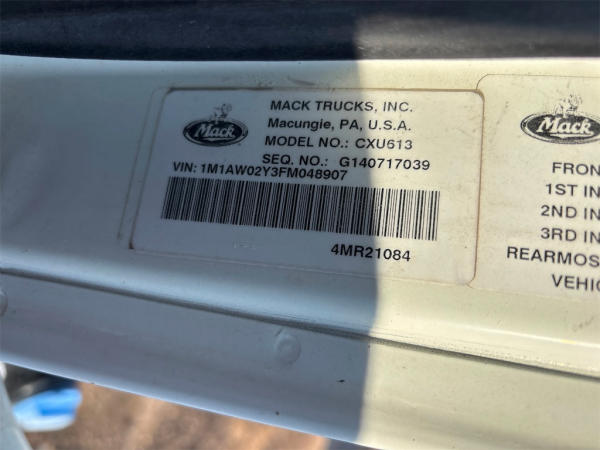 Mack
MACK TRUCKS, INC.
Macungie, PA, U.S.A.
MODEL NO.: CXU613
SEQ. NO.: G140717039
VIN: 1M1AW02Y3FM048907
4MR21084
Mack
FRON
1ST IN
2ND IN
3RD IN
REARMOS
VEHIC